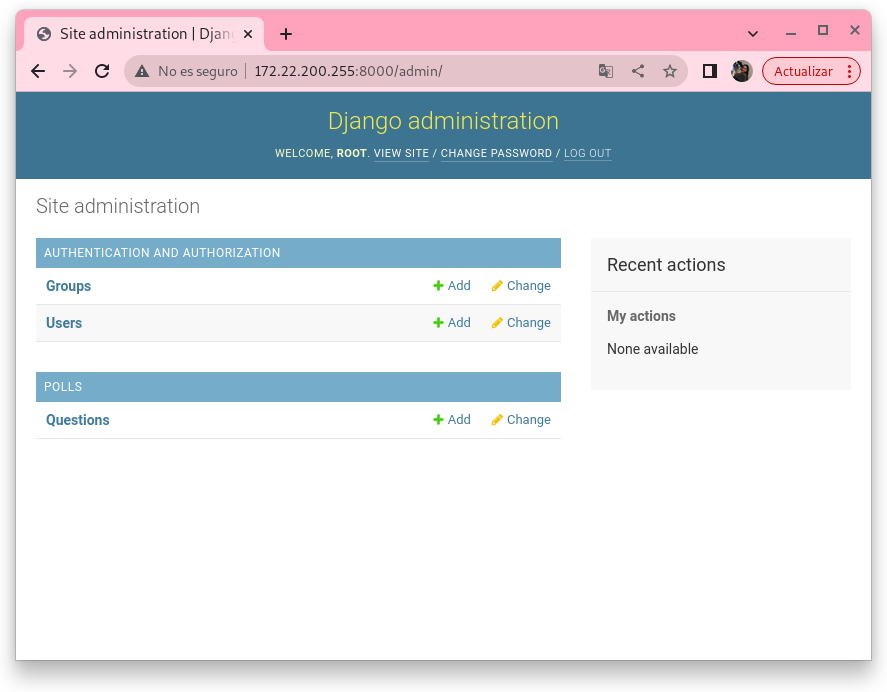 Site administration | Djang
No es seguro 172.22.200.255:8000/admin/ Actualizar
Django administration
WELCOME, ROOT. VIEW SITE / CHANGE PASSWORD / LOG OUT
Site administration
AUTHENTICATION AND AUTHORIZATION
Groups Add Change
Users Add Change
POLLS
Questions Add Change
Recent actions
My actions
None available